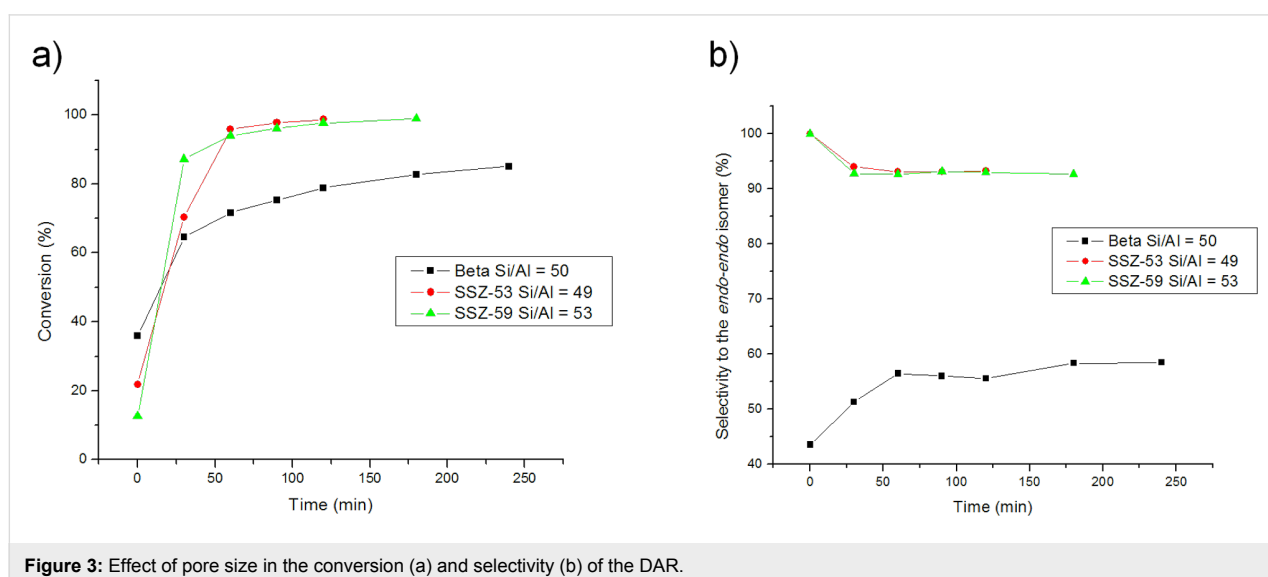 a)
100
80
60
40
20
0
Conversion (%)
0 50 100 150 200 250
Time (min)
Beta Si/Al = 50
SSZ-53 Si/Al = 49
SSZ-59 Si/Al = 53
b)
100
90
80
70
60
50
40
Selectivity to the endo-endo isomer (%)
0 50 100 150 200 250
Time (min)
Beta Si/Al = 50
SSZ-53 Si/Al = 49
SSZ-59 Si/Al = 53
Figure 3: Effect of pore size in the conversion (a) and selectivity (b) of the DAR.